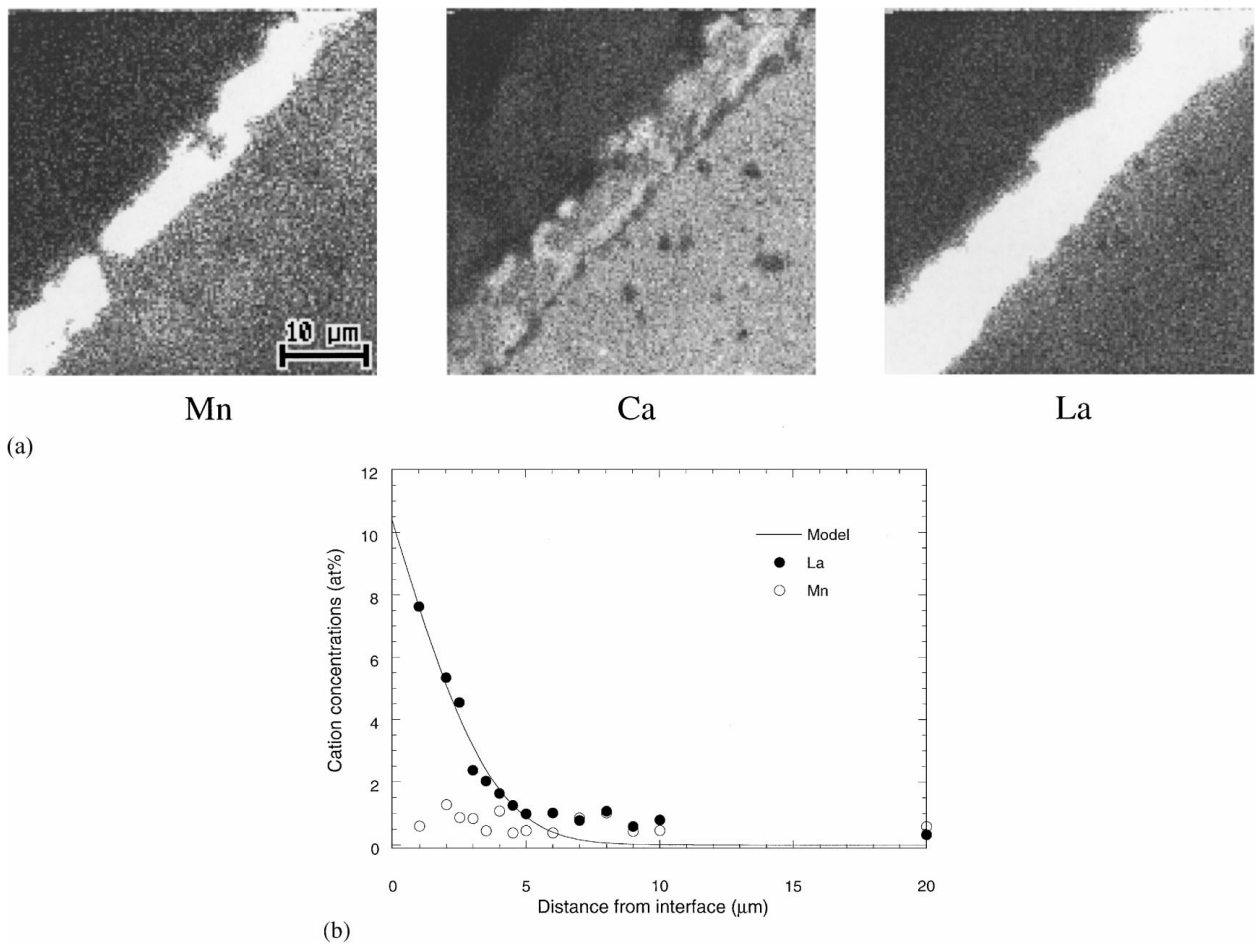 10 μm
Mn Ca La
(a)
12
10
8
6
4
2
0
Cation concentrations (at%)
Model
La
Mn
0 5 10 15 20
Distance from interface (μm)
(b)